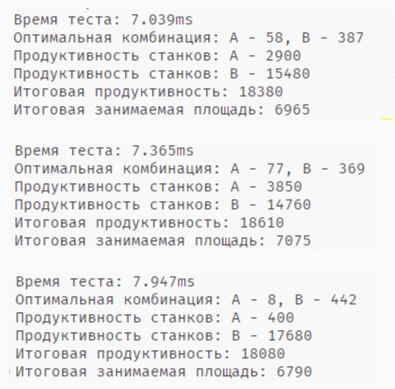 Время теста: 7.039ms
Оптимальная комбинация: A - 58, B - 387
Продуктивность станков: A - 2900
Продуктивность станков: B - 15480
Итоговая продуктивность: 18380
Итоговая занимаемая площадь: 6965
Время теста: 7.365ms
Оптимальная комбинация: A - 77, B - 369
Продуктивность станков: A - 3850
Продуктивность станков: B - 14760
Итоговая продуктивность: 18610
Итоговая занимаемая площадь: 7075
Время теста: 7.947ms
Оптимальная комбинация: A - 8, B - 442
Продуктивность станков: A - 400
Продуктивность станков: B - 17680
Итоговая продуктивность: 18080
Итоговая занимаемая площадь: 6790